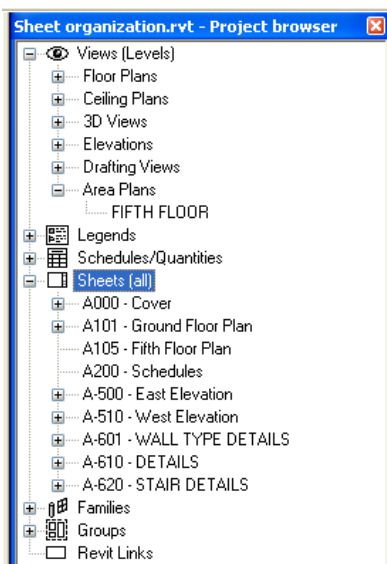 Sheet organization.rvt - Project browser
Views (Levels)
Floor Plans
Ceiling Plans
3D Views
Elevations
Drafting Views
Area Plans
FIFTH FLOOR
Legends
Schedules/Quantities
Sheets (all)
A000 - Cover
A101 - Ground Floor Plan
A105 - Fifth Floor Plan
A200 - Schedules
A-500 - East Elevation
A-510 - West Elevation
A-601 - WALL TYPE DETAILS
A-610 - DETAILS
A-620 - STAIR DETAILS
Families
Groups
Revit Links